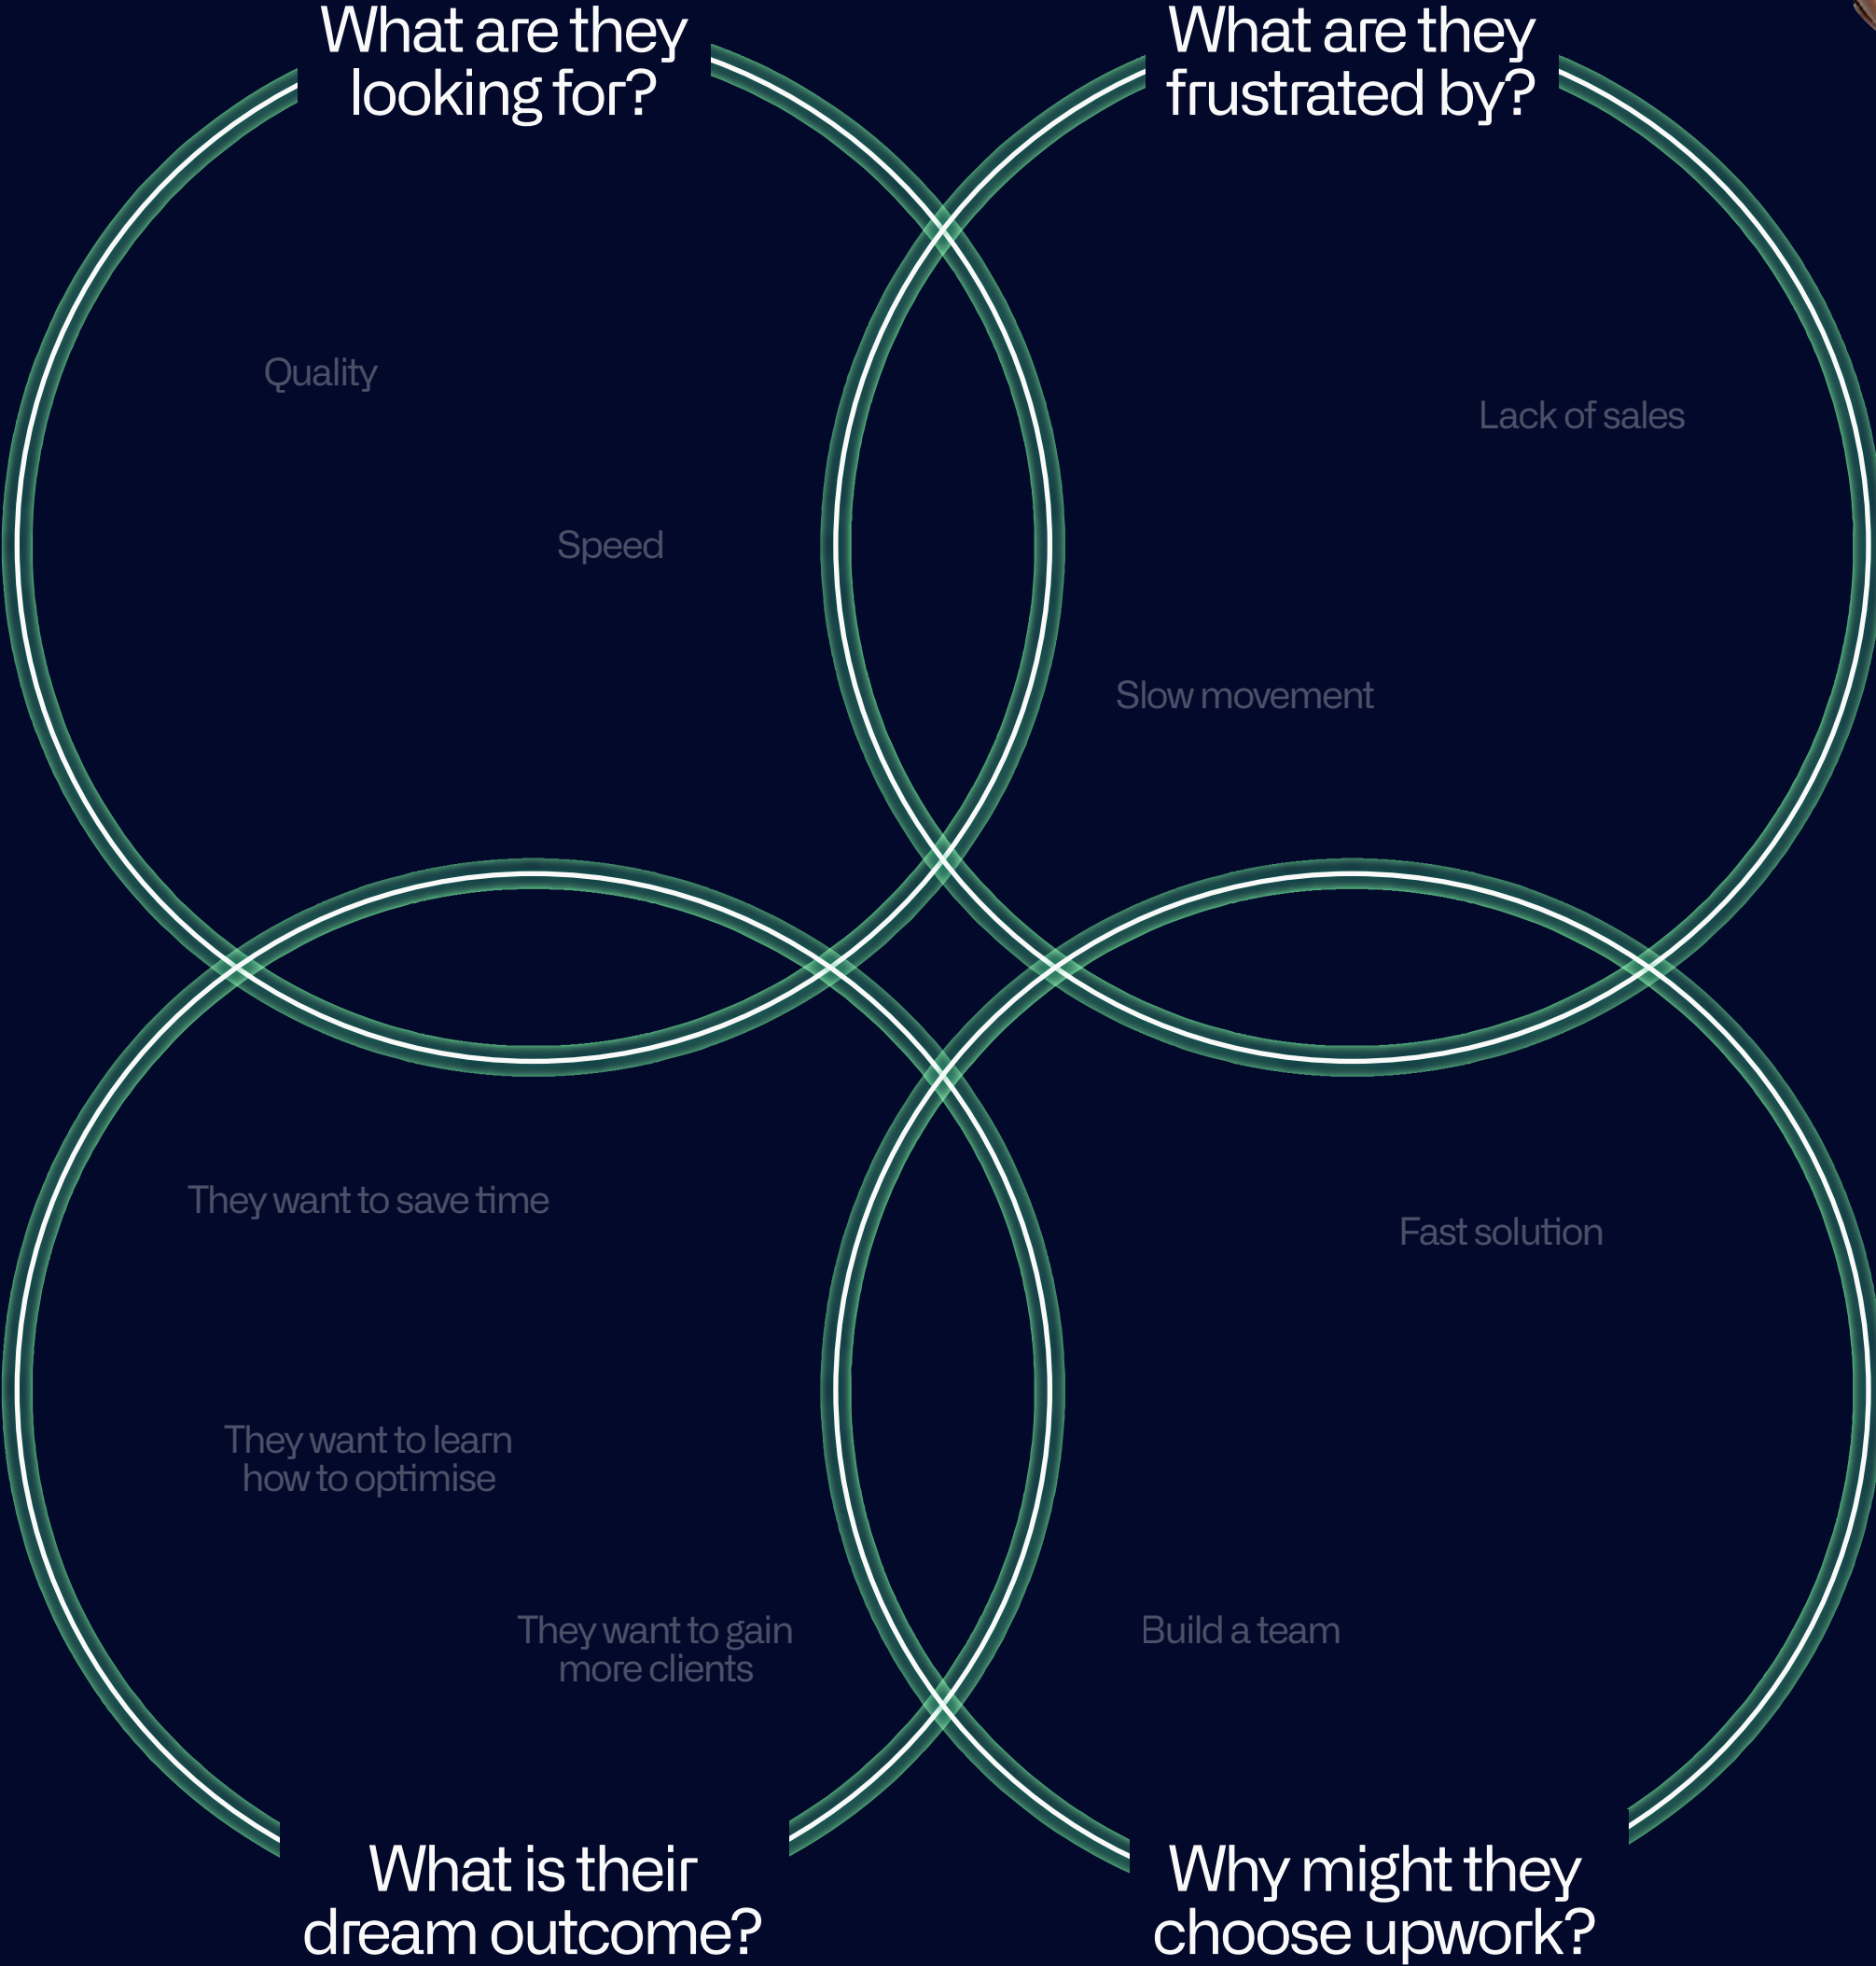 What are they
looking for?
What are they
frustrated by?
Quality
Lack of sales
Speed
Slow movement
They want to save time
Fast solution
They want to learn
how to optimise
They want to gain
more clients
Build a team
What is their
dream outcome?
Why might they
choose upwork?